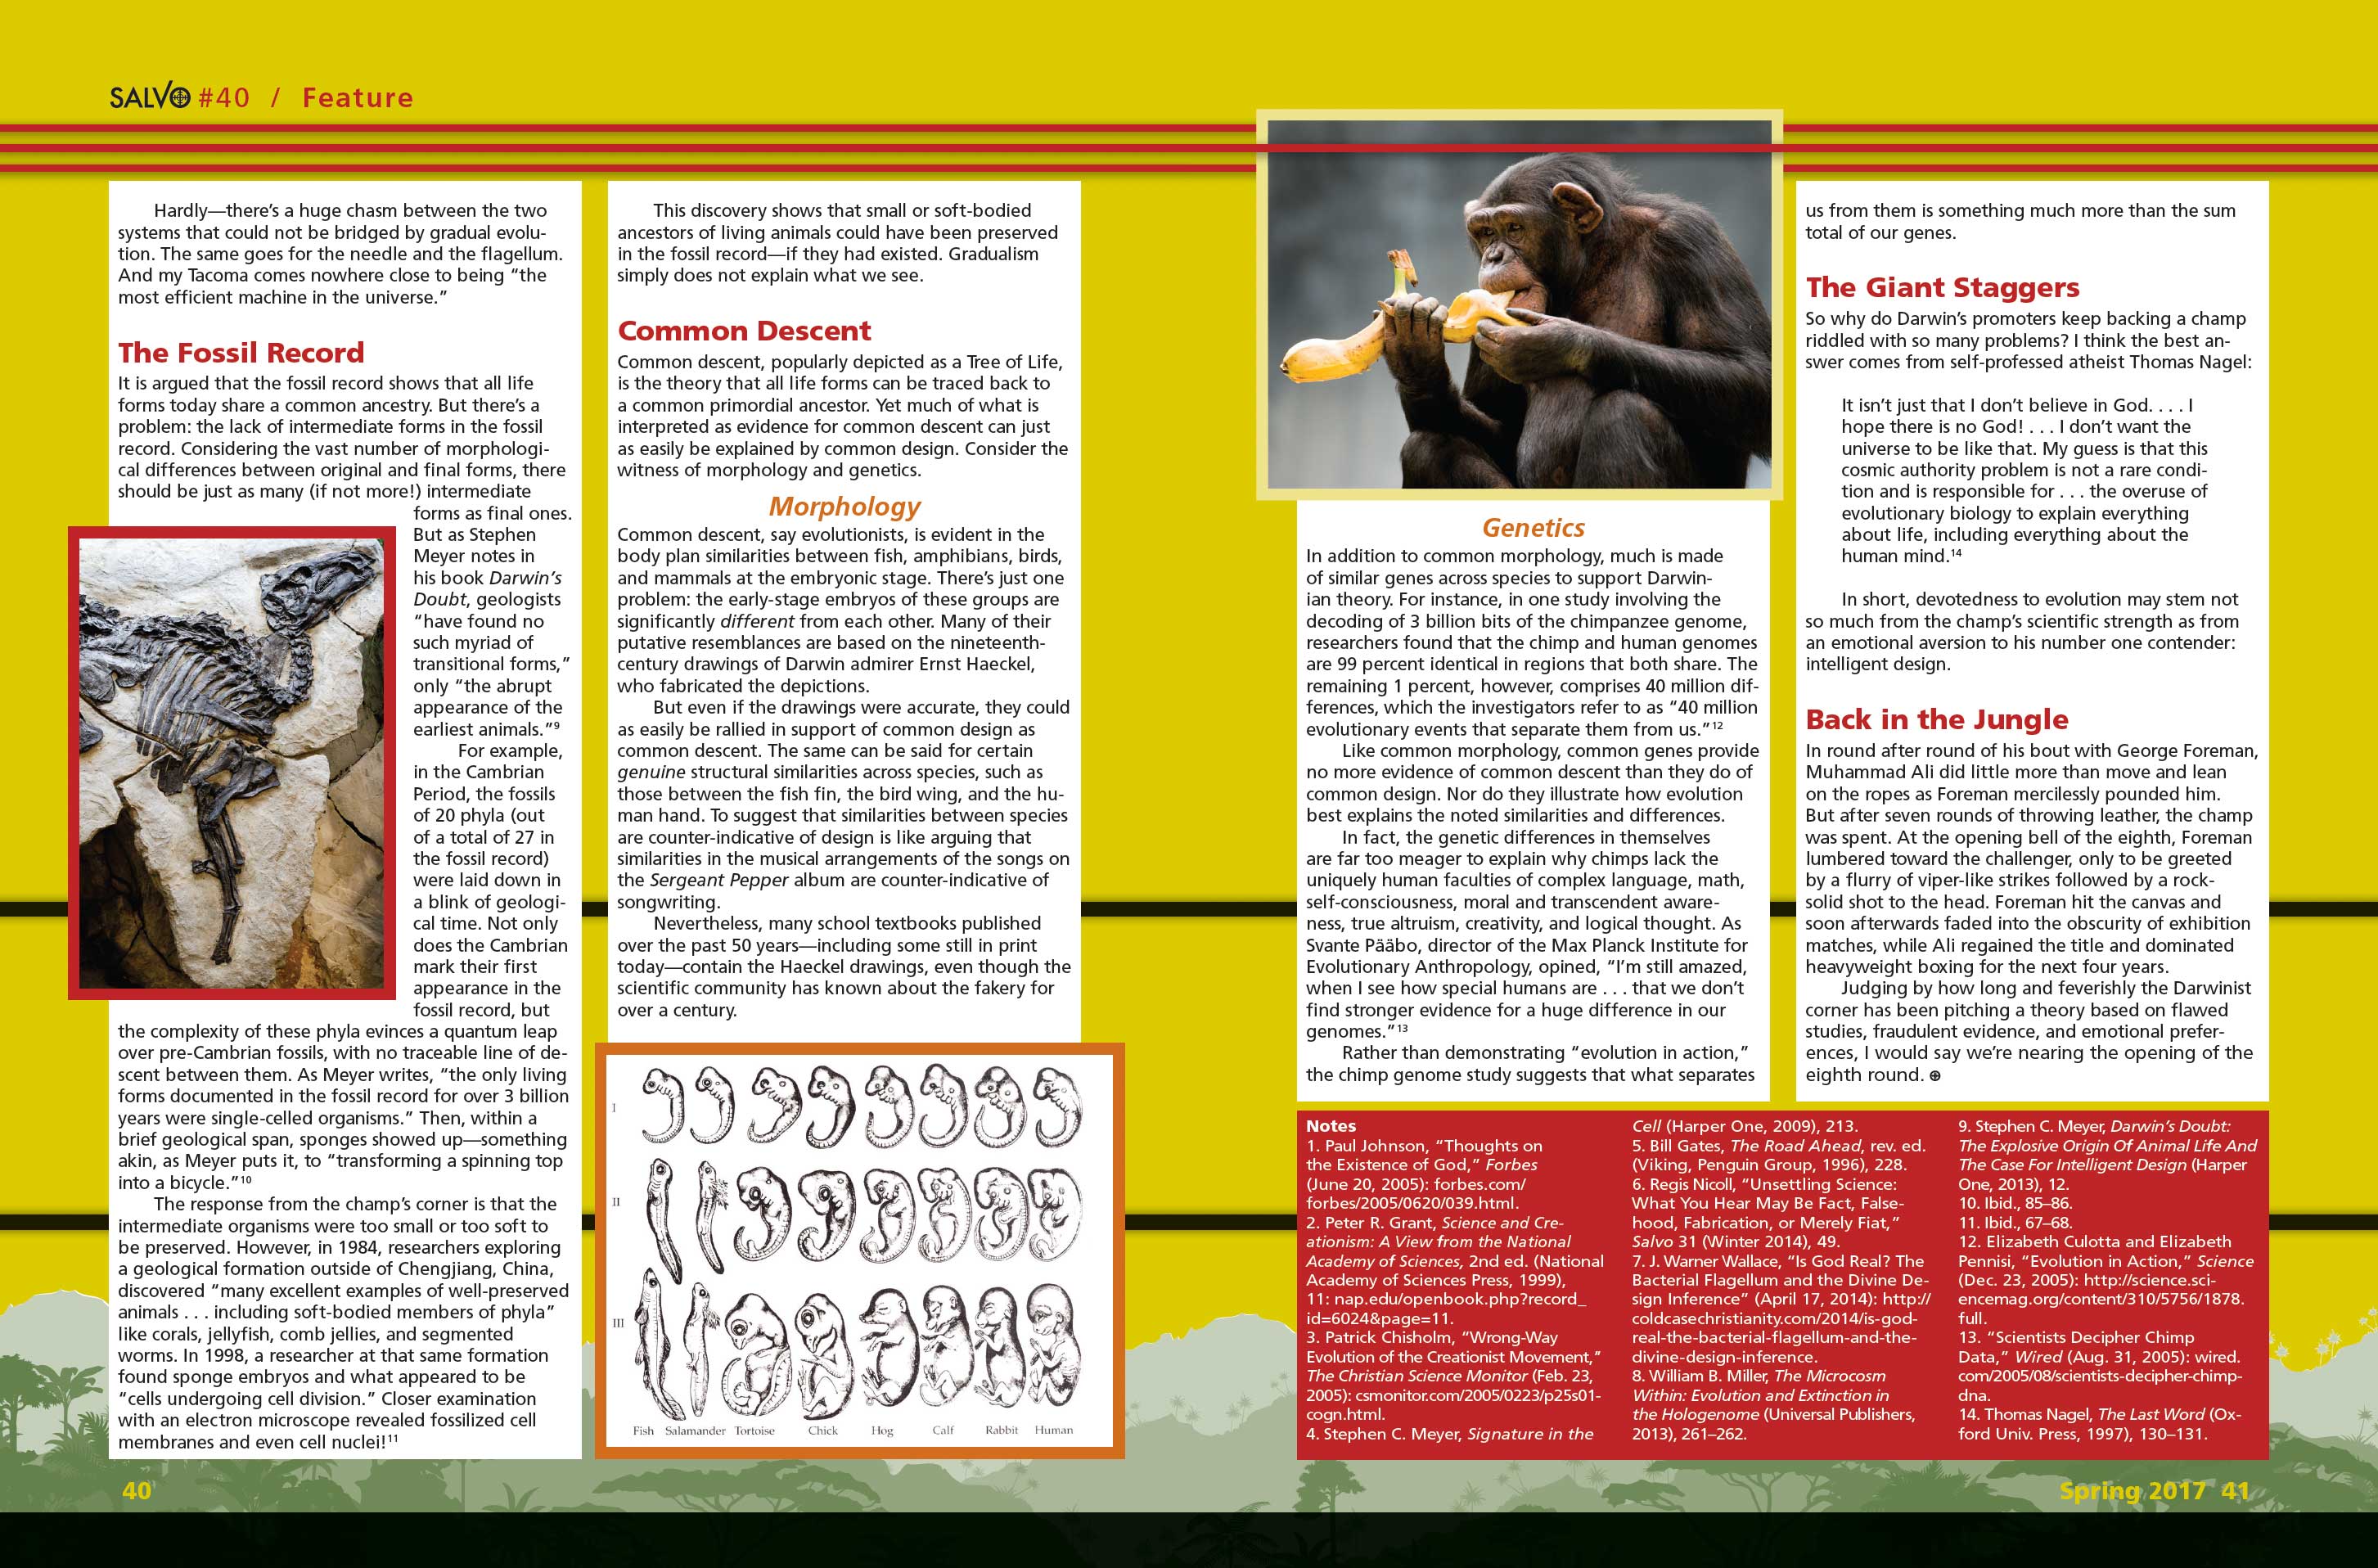 SALVO #40 / Feature
Hardly—there’s a huge chasm between the two
systems that could not be bridged by gradual evolu-
tion. The same goes for the needle and the flagellum.
And my Tacoma comes nowhere close to being “the
most efficient machine in the universe.”
The Fossil Record
It is argued that the fossil record shows that all life
forms today share a common ancestry. But there’s a
problem: the lack of intermediate forms in the fossil
record. Considering the vast number of morphologi-
cal differences between original and final forms, there
should be just as many (if not more!) intermediate
forms as final ones.
But as Stephen
Meyer notes in
his book Darwin’s
Doubt, geologists
“have found no
such myriad of
transitional forms,”
only “the abrupt
appearance of the
earliest animals.”9
For example,
in the Cambrian
Period, the fossils
of 20 phyla (out
of a total of 27 in
the fossil record)
were laid down in
a blink of geologi-
cal time. Not only
does the Cambrian
mark their first
appearance in the
fossil record, but
the complexity of these phyla evinces a quantum leap
over pre-Cambrian fossils, with no traceable line of de-
scent between them. As Meyer writes, “the only living
forms documented in the fossil record for over 3 billion
years were single-celled organisms.” Then, within a
brief geological span, sponges showed up—something
akin, as Meyer puts it, to “transforming a spinning top
into a bicycle.”10
The response from the champ’s corner is that the
intermediate organisms were too small or too soft to
be preserved. However, in 1984, researchers exploring
a geological formation outside of Chengjiang, China,
discovered “many excellent examples of well-preserved
animals . . . including soft-bodied members of phyla”
like corals, jellyfish, comb jellies, and segmented
worms. In 1998, a researcher at that same formation
found sponge embryos and what appeared to be
“cells undergoing cell division.” Closer examination
with an electron microscope revealed fossilized cell
membranes and even cell nuclei!11
This discovery shows that small or soft-bodied
ancestors of living animals could have been preserved
in the fossil record—if they had existed. Gradualism
simply does not explain what we see.
Common Descent
Common descent, popularly depicted as a Tree of Life,
is the theory that all life forms can be traced back to
a common primordial ancestor. Yet much of what is
interpreted as evidence for common descent can just
as easily be explained by common design. Consider the
witness of morphology and genetics.
Morphology
Common descent, say evolutionists, is evident in the
body plan similarities between fish, amphibians, birds,
and mammals at the embryonic stage. There’s just one
problem: the early-stage embryos of these groups are
significantly different from each other. Many of their
putative resemblances are based on the nineteenth-
century drawings of Darwin admirer Ernst Haeckel,
who fabricated the depictions.
But even if the drawings were accurate, they could
as easily be rallied in support of common design as
common descent. The same can be said for certain
genuine structural similarities across species, such as
those between the fish fin, the bird wing, and the hu-
man hand. To suggest that similarities between species
are counter-indicative of design is like arguing that
similarities in the musical arrangements of the songs on
the Sergeant Pepper album are counter-indicative of
songwriting.
Nevertheless, many school textbooks published
over the past 50 years—including some still in print
today—contain the Haeckel drawings, even though the
scientific community has known about the fakery for
over a century.
I
II
III
Fish Salamander Tortoise Chick Hog Calf Rabbit Human
Genetics
In addition to common morphology, much is made
of similar genes across species to support Darwin-
ian theory. For instance, in one study involving the
decoding of 3 billion bits of the chimpanzee genome,
researchers found that the chimp and human genomes
are 99 percent identical in regions that both share. The
remaining 1 percent, however, comprises 40 million dif-
ferences, which the investigators refer to as “40 million
evolutionary events that separate them from us.”12
Like common morphology, common genes provide
no more evidence of common descent than they do of
common design. Nor do they illustrate how evolution
best explains the noted similarities and differences.
In fact, the genetic differences in themselves
are far too meager to explain why chimps lack the
uniquely human faculties of complex language, math,
self-consciousness, moral and transcendent aware-
ness, true altruism, creativity, and logical thought. As
Svante Pääbo, director of the Max Planck Institute for
Evolutionary Anthropology, opined, “I’m still amazed,
when I see how special humans are . . . that we don’t
find stronger evidence for a huge difference in our
genomes.”13
Rather than demonstrating “evolution in action,”
the chimp genome study suggests that what separates
us from them is something much more than the sum
total of our genes.
The Giant Staggers
So why do Darwin’s promoters keep backing a champ
riddled with so many problems? I think the best an-
swer comes from self-professed atheist Thomas Nagel:
It isn’t just that I don’t believe in God. . . . I
hope there is no God! . . . I don’t want the
universe to be like that. My guess is that this
cosmic authority problem is not a rare condi-
tion and is responsible for . . . the overuse of
evolutionary biology to explain everything
about life, including everything about the
human mind.14
In short, devotedness to evolution may stem not
so much from the champ’s scientific strength as from
an emotional aversion to his number one contender:
intelligent design.
Back in the Jungle
In round after round of his bout with George Foreman,
Muhammad Ali did little more than move and lean
on the ropes as Foreman mercilessly pounded him.
But after seven rounds of throwing leather, the champ
was spent. At the opening bell of the eighth, Foreman
lumbered toward the challenger, only to be greeted
by a flurry of viper-like strikes followed by a rock-
solid shot to the head. Foreman hit the canvas and
soon afterwards faded into the obscurity of exhibition
matches, while Ali regained the title and dominated
heavyweight boxing for the next four years.
Judging by how long and feverishly the Darwinist
corner has been pitching a theory based on flawed
studies, fraudulent evidence, and emotional prefer-
ences, I would say we’re nearing the opening of the
eighth round.
Notes
1. Paul Johnson, “Thoughts on
the Existence of God,” Forbes
(June 20, 2005): forbes.com/
forbes/2005/0620/039.html.
2. Peter R. Grant, Science and Cre-
ationism: A View from the National
Academy of Sciences, 2nd ed. (National
Academy of Sciences Press, 1999),
11: nap.edu/openbook.php?record_
id=6024&page=11.
3. Patrick Chisholm, “Wrong-Way
Evolution of the Creationist Movement,”
The Christian Science Monitor (Feb. 23,
2005): csmonitor.com/2005/0223/p25s01-
cogn.html.
4. Stephen C. Meyer, Signature in the
Cell (Harper One, 2009), 213.
5. Bill Gates, The Road Ahead, rev. ed.
(Viking, Penguin Group, 1996), 228.
6. Regis Nicoll, “Unsettling Science:
What You Hear May Be Fact, False-
hood, Fabrication, or Merely Fiat,”
Salvo 31 (Winter 2014), 49.
7. J. Warner Wallace, “Is God Real? The
Bacterial Flagellum and the Divine De-
sign Inference” (April 17, 2014): http://
coldcasechristianity.com/2014/is-god-
real-the-bacterial-flagellum-and-the-
divine-design-inference.
8. William B. Miller, The Microcosm
Within: Evolution and Extinction in
the Hologenome (Universal Publishers,
2013), 261–262.
9. Stephen C. Meyer, Darwin’s Doubt:
The Explosive Origin Of Animal Life And
The Case For Intelligent Design (Harper
One, 2013), 12.
10. Ibid., 85–86.
11. Ibid., 67–68.
12. Elizabeth Culotta and Elizabeth
Pennisi, “Evolution in Action,” Science
(Dec. 23, 2005): http://science.sci-
encemag.org/content/310/5756/1878.
full.
13. “Scientists Decipher Chimp
Data,” Wired (Aug. 31, 2005): wired.
com/2005/08/scientists-decipher-chimp-
dna.
14. Thomas Nagel, The Last Word (Ox-
ford Univ. Press, 1997), 130–131.
40
Spring 2017 41